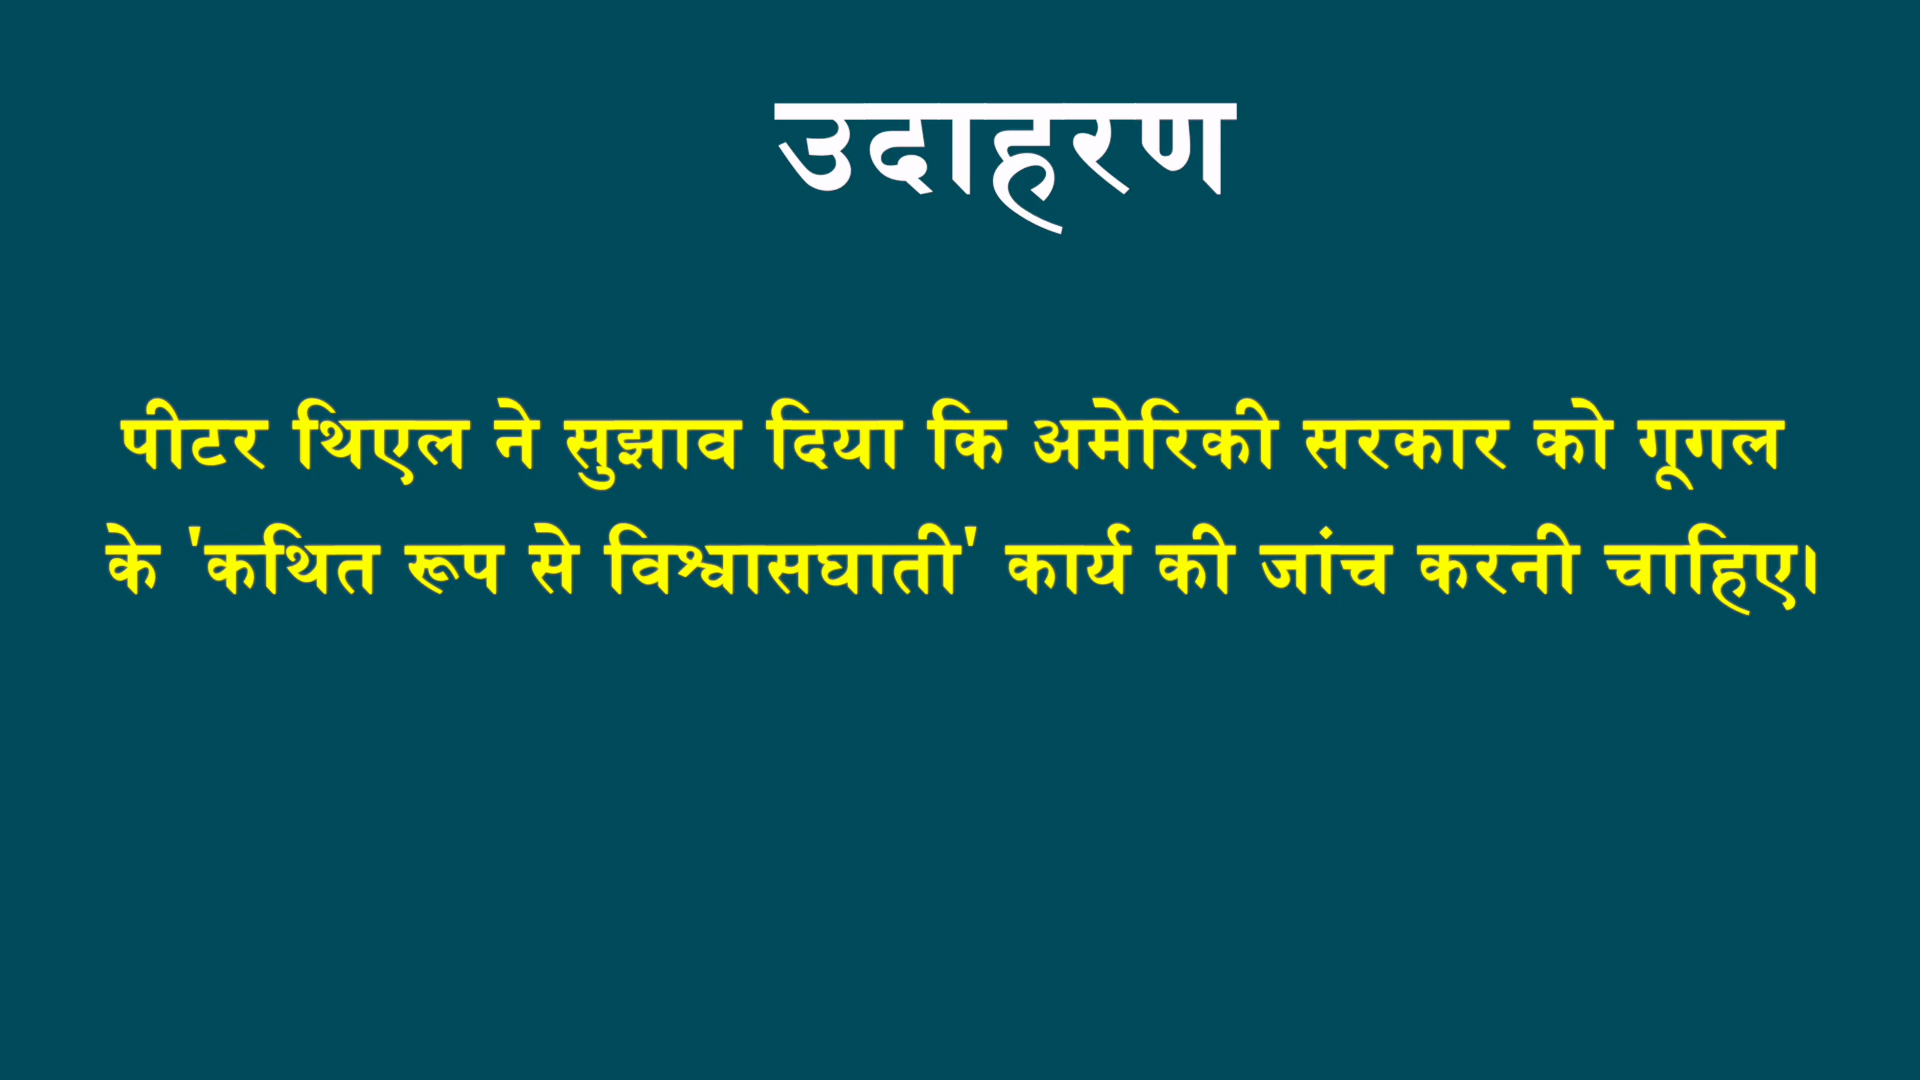 उदाहरण
पीटर थिएल ने सुझाव दिया कि अमेरिकी सरकार को गूगल
के 'कथित रूप से विश्वासघाती' कार्य की जांच करनी चाहिए।